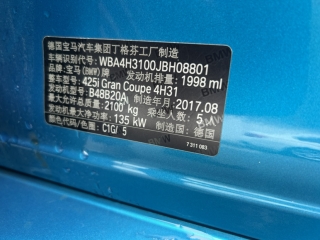 德国宝马汽车集团丁格芬工厂制造
车辆识别代号: WBA4H3100JBH08801
品牌:宝马(BMW)牌 发动机排量: 1998 ml
整车型号: 425i Gran Coupe 4H31
发动机型号: B48B20A 制造年月: 2017.08
最大允许总质量: 2100 kg 乘坐人数: 5人
发动机最大净功率: 135 kW 制造国:德国
颜色代码/色卡: C1G/ 5
7 311 093